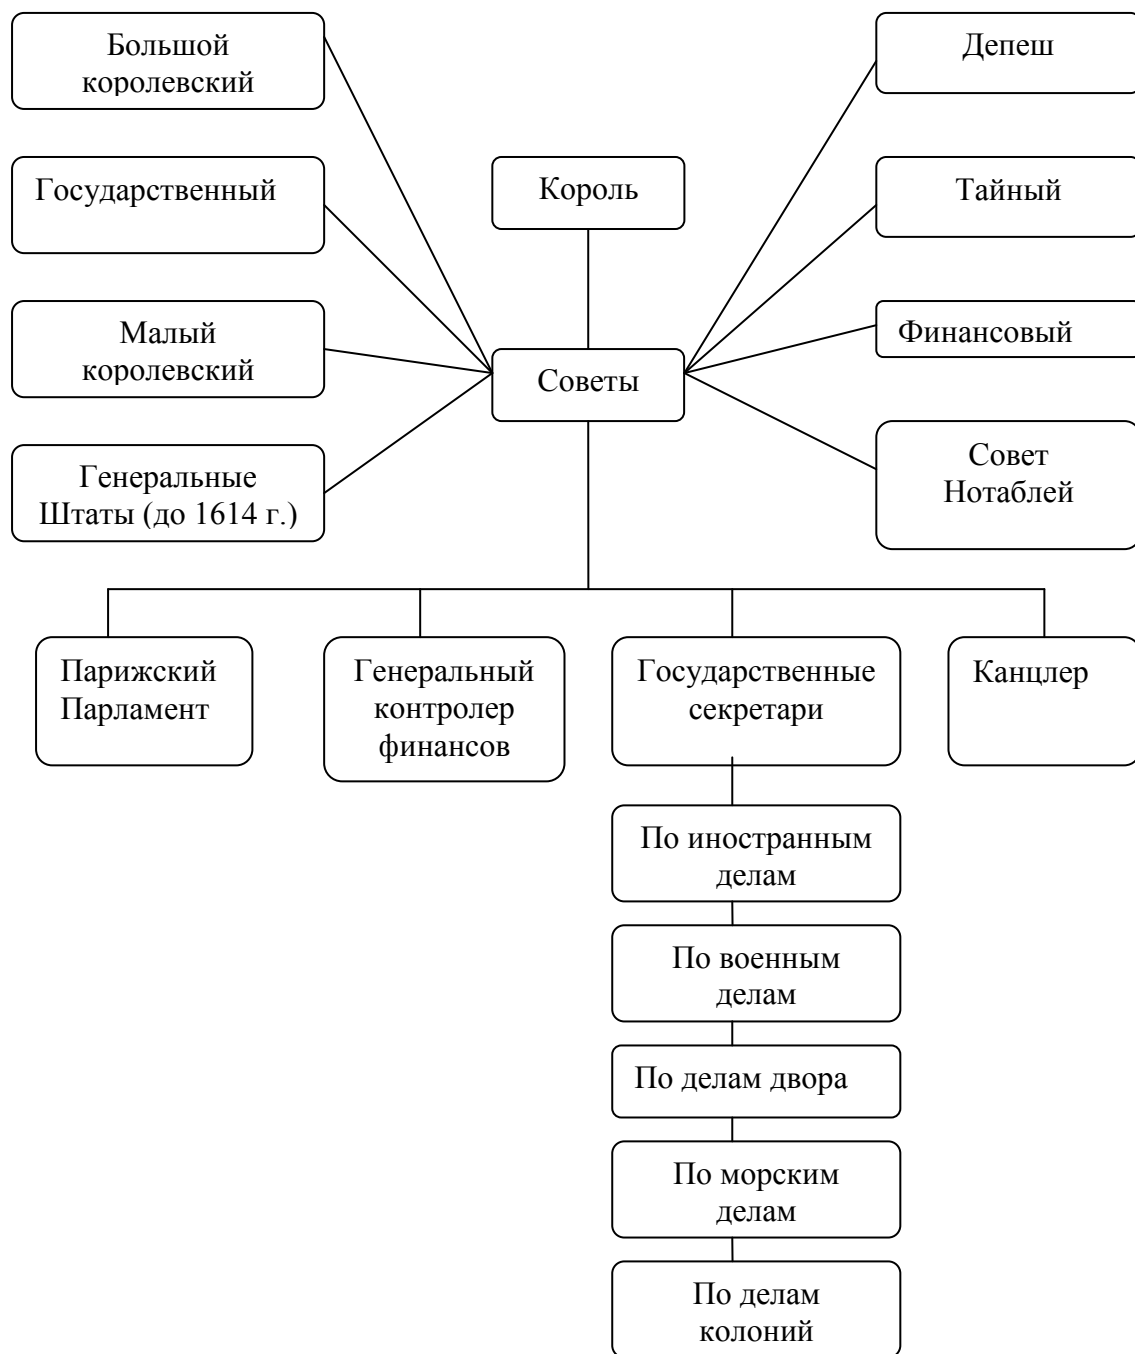 Большой
королевский
Депеш
Государственный
Король
Тайный
Малый
королевский
Советы
Финансовый
Генеральные
Штаты (до 1614 г.)
Совет
Нотаблей
Парижский
Парламент
Генеральный
контролер
финансов
Государственные
секретари
Канцлер
По иностранным
делам
По военным
делам
По делам двора
По морским
делам
По делам
колоний